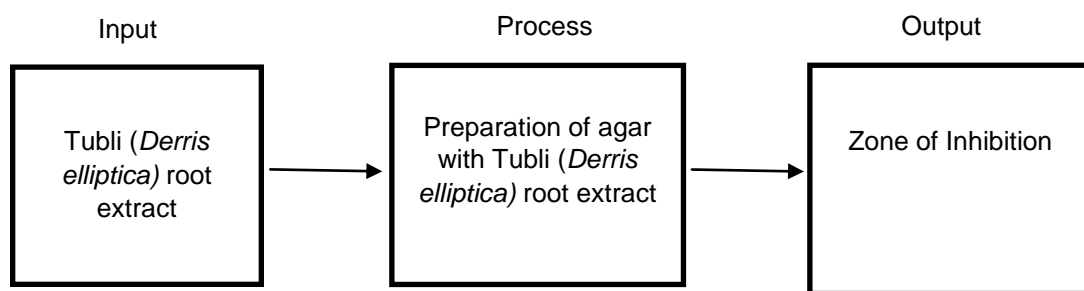 Input
Process
Output
Tubli (Derris
elliptica) root
extract
Preparation of agar
with Tubli (Derris
elliptica) root extract
Zone of Inhibition